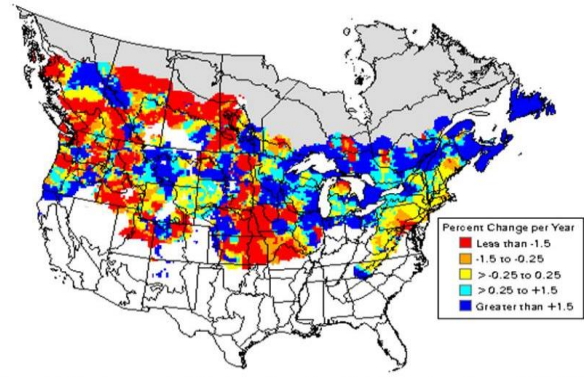 Percent Change per Year
Less than -1.5
-1.5 to -0.25
> -0.25 to 0.25
> 0.25 to +1.5
Greater than +1.5